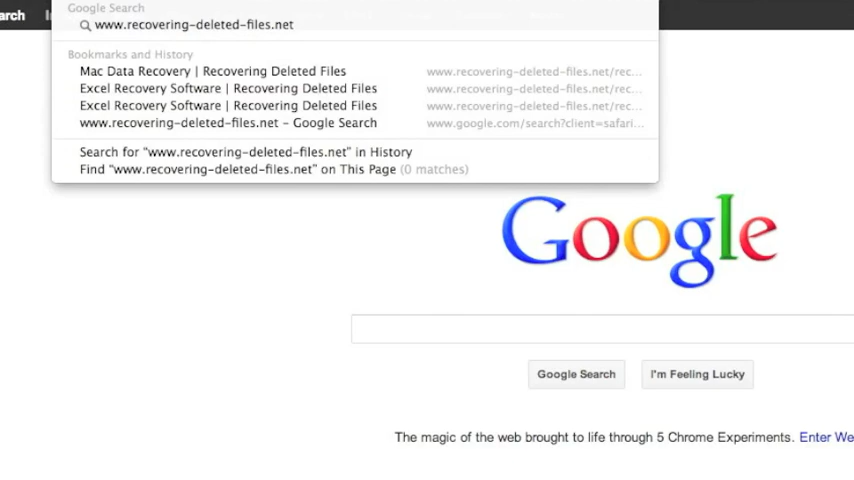 arch
Google Search
www.recovering-deleted-files.net
Bookmarks and History
Mac Data Recovery | Recovering Deleted Files www.recovering-deleted-files.net/rec...
Excel Recovery Software | Recovering Deleted Files www.recovering-deleted-files.net/rec...
Excel Recovery Software | Recovering Deleted Files www.recovering-deleted-files.net/rec...
www.recovering-deleted-files.net – Google Search www.google.com/search?client=safari...
Search for “www.recovering-deleted-files.net” in History
Find “www.recovering-deleted-files.net” on This Page (0 matches)
Google
Google Search I'm Feeling Lucky
The magic of the web brought to life through 5 Chrome Experiments. Enter We